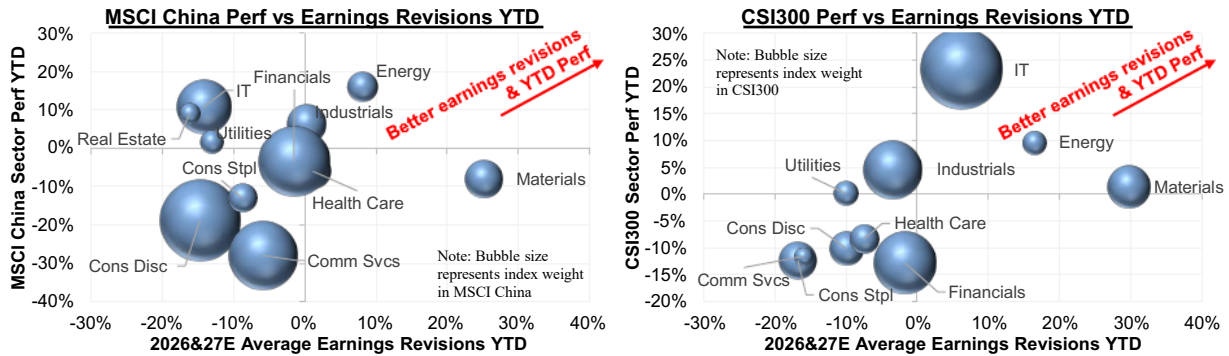 MSCI China Perf vs Earnings Revisions YTD
MSCI China Sector Perf YTD
30%
20%
10%
0%
-10%
-20%
-30%
-40%
-30%
-20%
-10%
0%
10%
20%
30%
40%
2026&27E Average Earnings Revisions YTD
Financials
Energy
IT
Industrials
Real Estate
Utilities
Cons Stpl
Materials
Health Care
Cons Disc
Comm Svcs
Better earnings revisions
& YTD Perf
Note: Bubble size
represents index weight
in MSCI China
CSI300 Perf vs Earnings Revisions YTD
CSI300 Sector Perf YTD
30%
25%
20%
15%
10%
5%
0%
-5%
-10%
-15%
-20%
-30%
-20%
-10%
0%
10%
20%
30%
40%
2026&27E Average Earnings Revisions YTD
Note: Bubble size
represents index weight
in CSI300
IT
Better earnings revisions
& YTD Perf
Energy
Utilities
Industrials
Materials
Health Care
Cons Disc
Comm Svcs
Cons Stpl
Financials